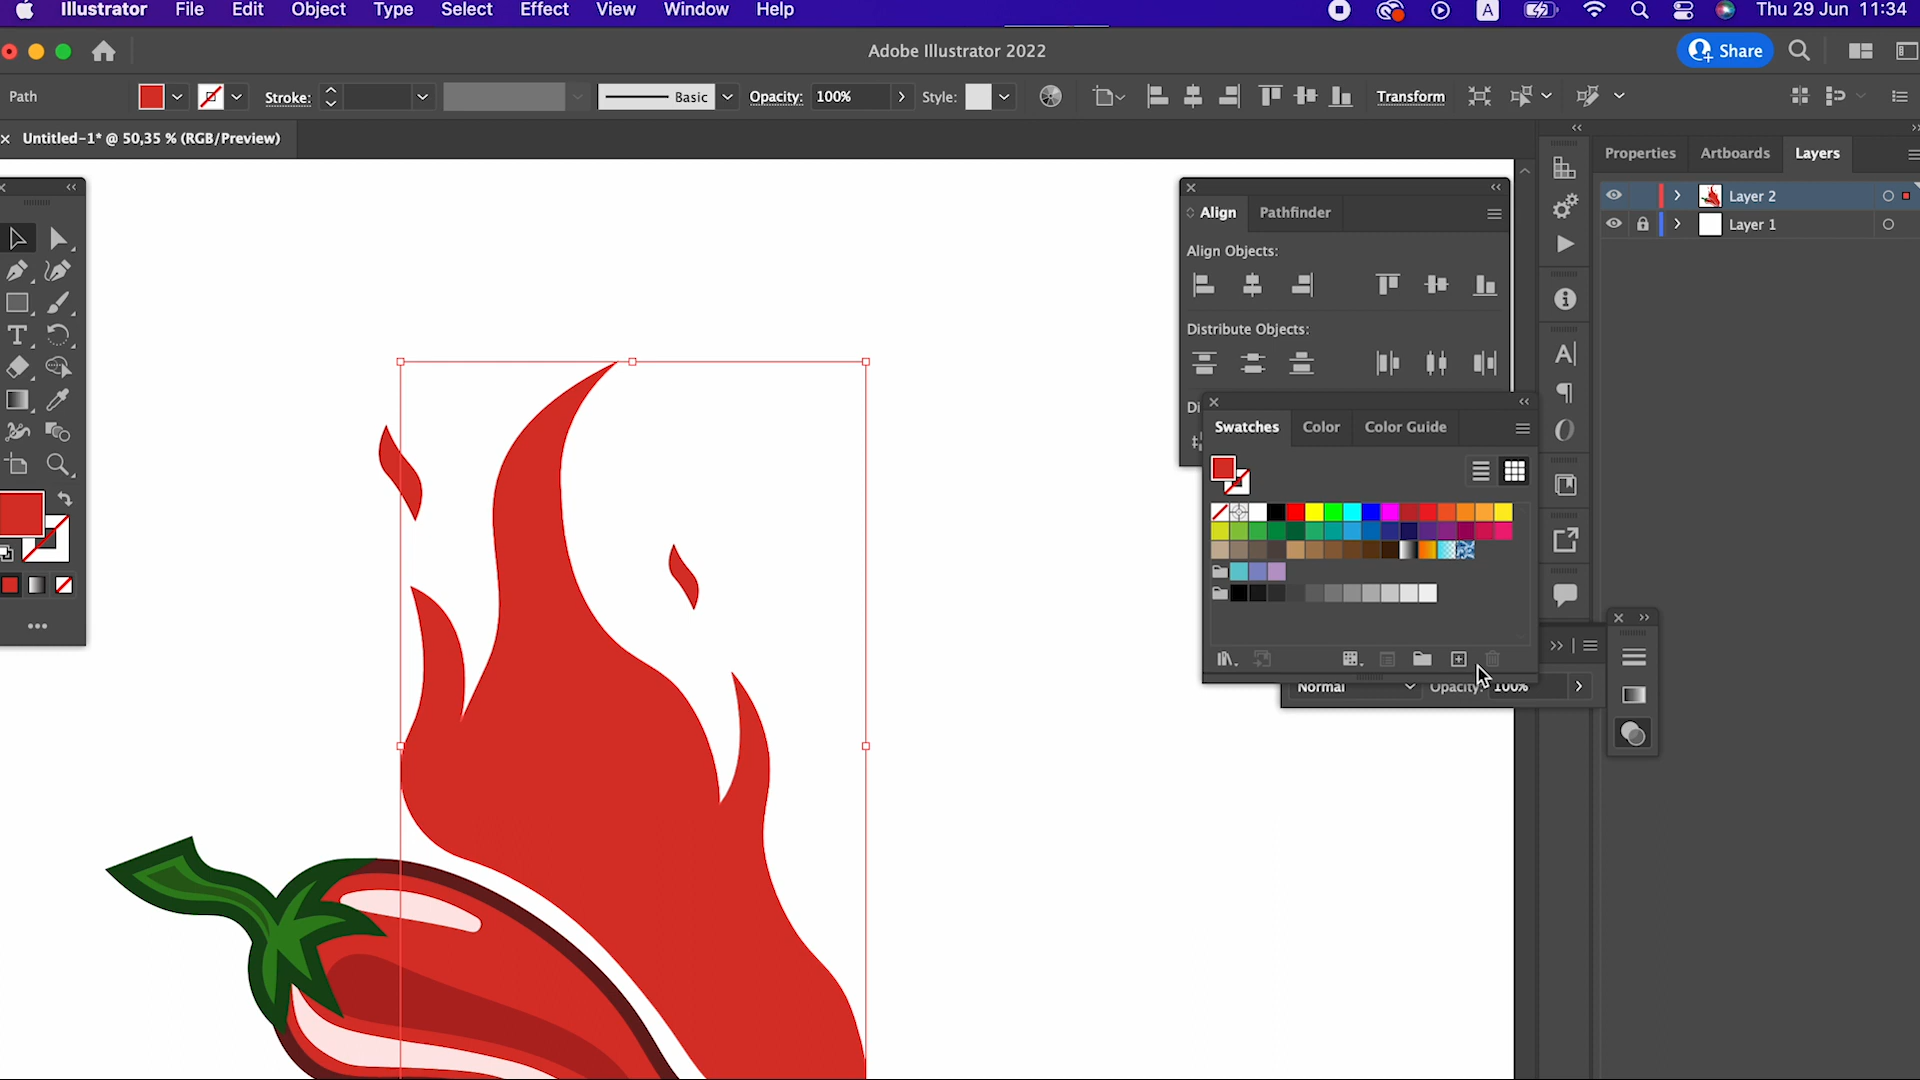 Illustrator File Edit Object Type Select Effect View Window Help
A
Thu 29 Jun 11:34
Adobe Illustrator 2022
Share
Path
Stroke:
Basic
Opacity: 100%
Style:
Transform
Untitled-1* @ 50,35 % (RGB/Preview)
Properties Artboards Layers
Layer 2
Layer 1
Align Pathfinder
Align Objects:
Distribute Objects:
Di
Swatches Color Color Guide
Normal
Opacity: 100%